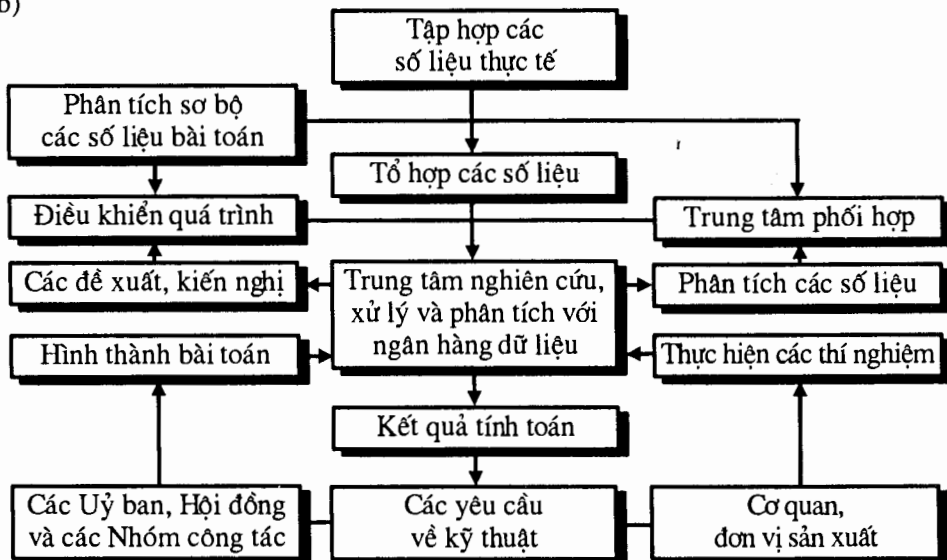 b)
Tập hợp các
số liệu thực tế
Phân tích sơ bộ
các số liệu bài toán
Tổ hợp các số liệu
Điều khiển quá trình
Trung tâm phối hợp
Các đề xuất, kiến nghị
Trung tâm nghiên cứu,
xử lý và phân tích với
ngân hàng dữ liệu
Phân tích các số liệu
Hình thành bài toán
Thực hiện các thí nghiệm
Kết quả tính toán
Các Uỷ ban, Hội đồng
và các Nhóm công tác
Các yêu cầu
về kỹ thuật
Cơ quan,
đơn vị sản xuất